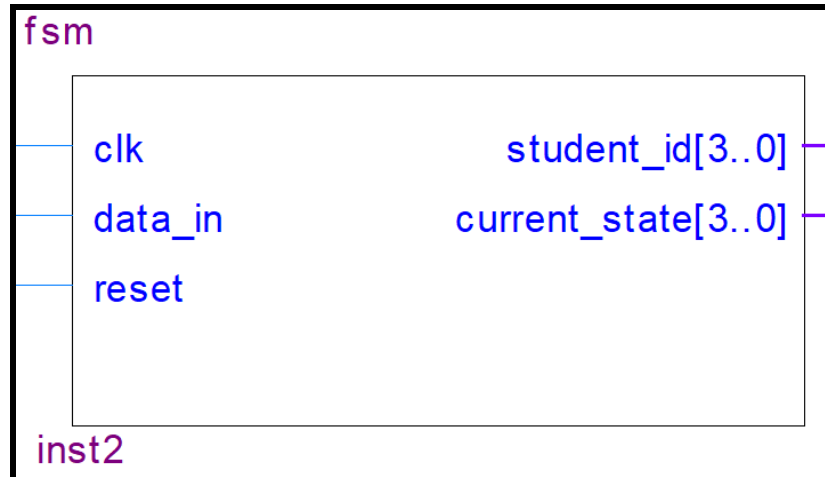 fsm
clk
student_id[3..0]
data_in
current_state[3..0]
reset
inst2